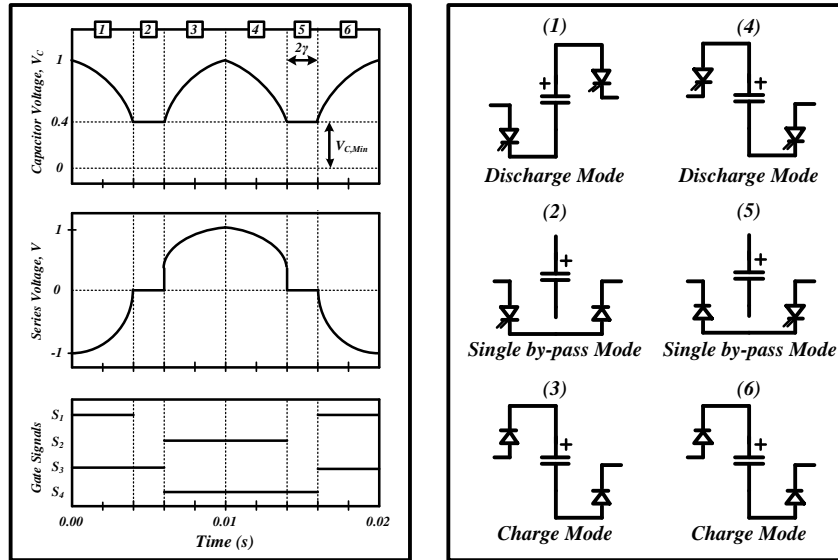 1 2 3 4 5 6
2γ
Capacitor Voltage, V_C
1
0.4
0
V_C,Min
Series Voltage, V
1
0
-1
Gate Signals
S₁
S₂
S₃
S₄
0.00 0.01 0.02
Time (s)
(1) (4)
+ +
Discharge Mode Discharge Mode
(2) (5)
+ +
Single by-pass Mode Single by-pass Mode
(3) (6)
+ +
Charge Mode Charge Mode